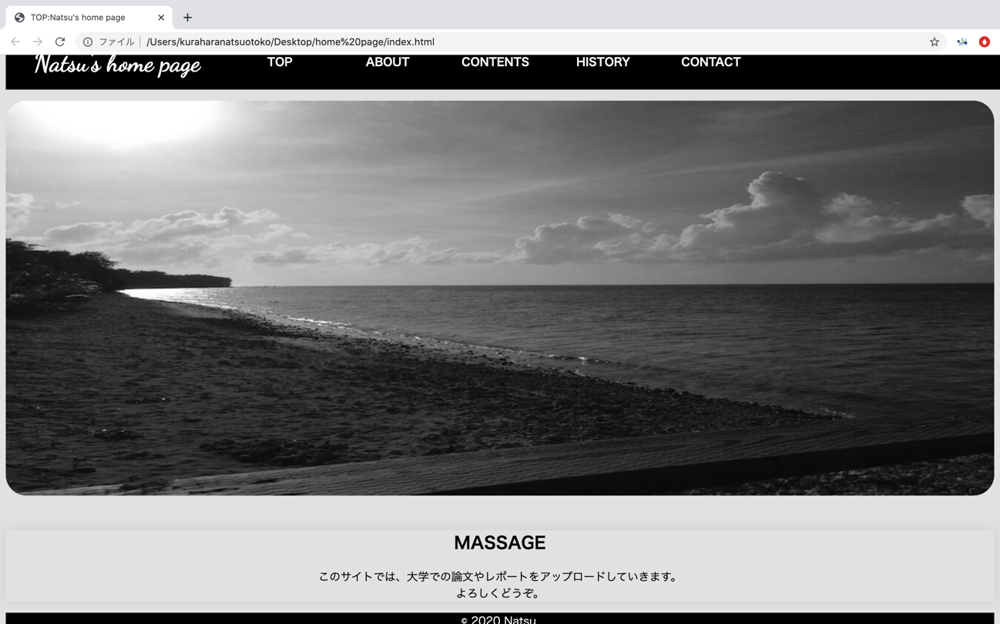 TOP:Natsu's home page
ファイル | /Users/kuraharanatsuotoko/Desktop/home%20page/index.html
Natsu's home page TOP ABOUT CONTENTS HISTORY CONTACT
MASSAGE
このサイトでは、大学での論文やレポートをアップロードしていきます。
よろしくどうぞ。
© 2020 Natsu